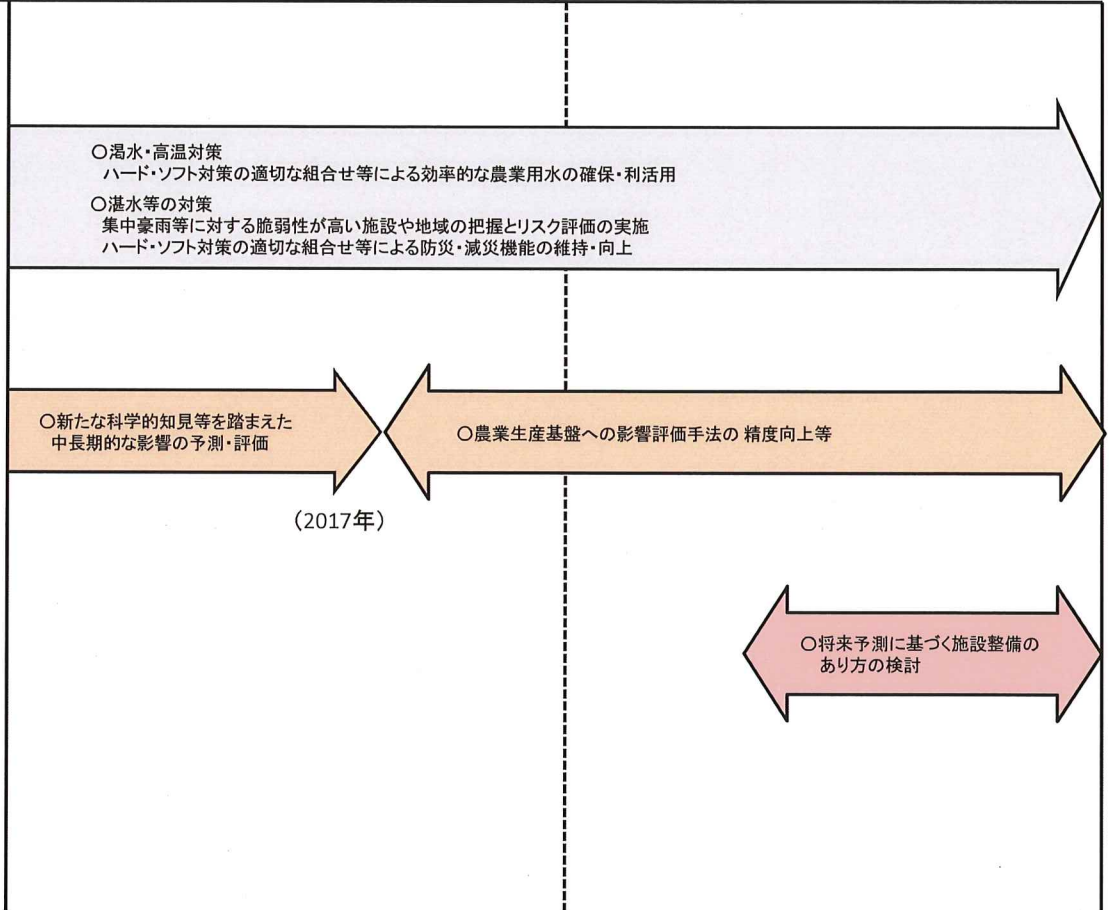 ○渇水・高温対策
ハード・ソフト対策の適切な組合せ等による効率的な農業用水の確保・利活用
○湛水等の対策
集中豪雨等に対する脆弱性が高い施設や地域の把握とリスク評価の実施
ハード・ソフト対策の適切な組合せ等による防災・減災機能の維持・向上
○新たな科学的知見等を踏まえた
中長期的な影響の予測・評価
○農業生産基盤への影響評価手法の 精度向上等
（2017年）
○将来予測に基づく施設整備の
あり方の検討